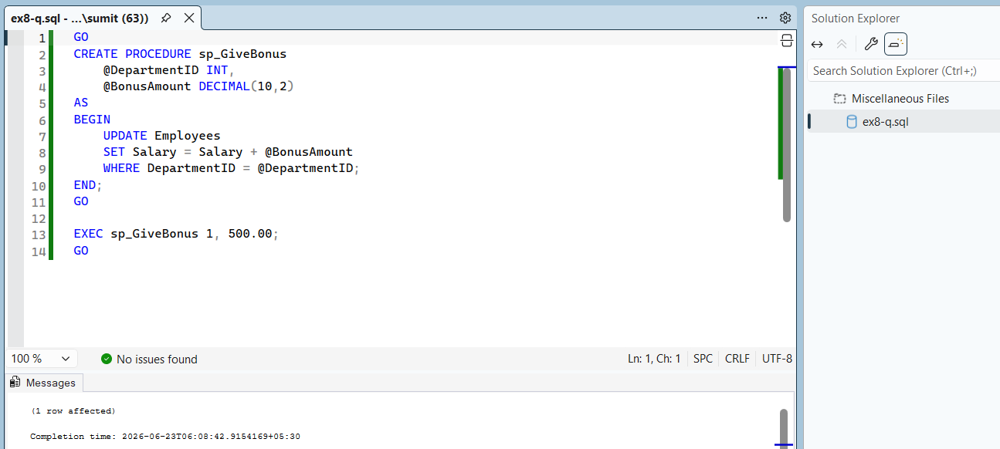 ex8-q.sql - ...\sumit (63))
1 GO
2 CREATE PROCEDURE sp_GiveBonus
3 @DepartmentID INT,
4 @BonusAmount DECIMAL(10,2)
5 AS
6 BEGIN
7 UPDATE Employees
8 SET Salary = Salary + @BonusAmount
9 WHERE DepartmentID = @DepartmentID;
10 END;
11 GO
12
13 EXEC sp_GiveBonus 1, 500.00;
14 GO
100 %
No issues found
Ln: 1, Ch: 1 SPC CRLF UTF-8
Messages
(1 row affected)
Completion time: 2026-06-23T06:08:42.9154169+05:30
Solution Explorer
Search Solution Explorer (Ctrl+;)
Miscellaneous Files
ex8-q.sql